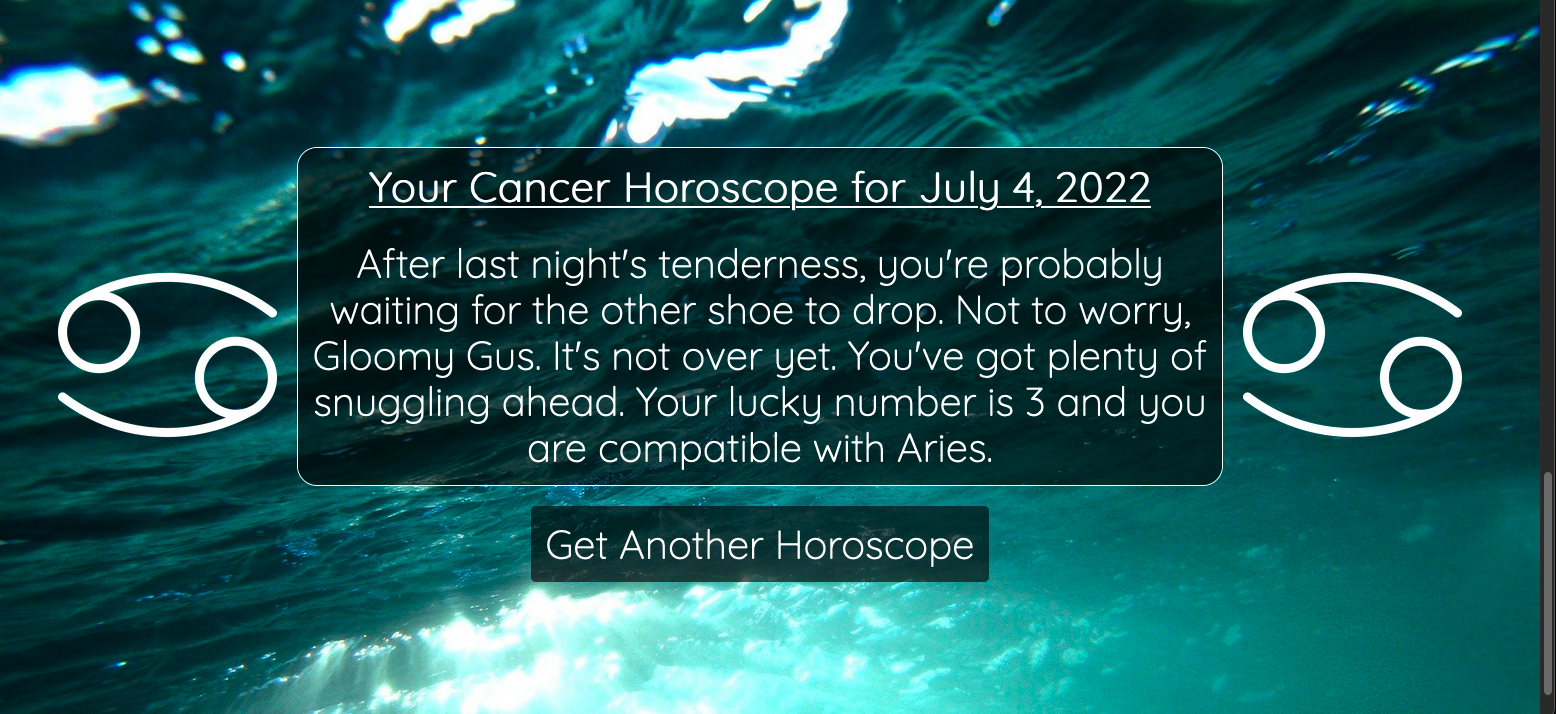 Your Cancer Horoscope for July 4, 2022
After last night's tenderness, you're probably
waiting for the other shoe to drop. Not to worry,
Gloomy Gus. It's not over yet. You've got plenty of
snuggling ahead. Your lucky number is 3 and you
are compatible with Aries.
Get Another Horoscope